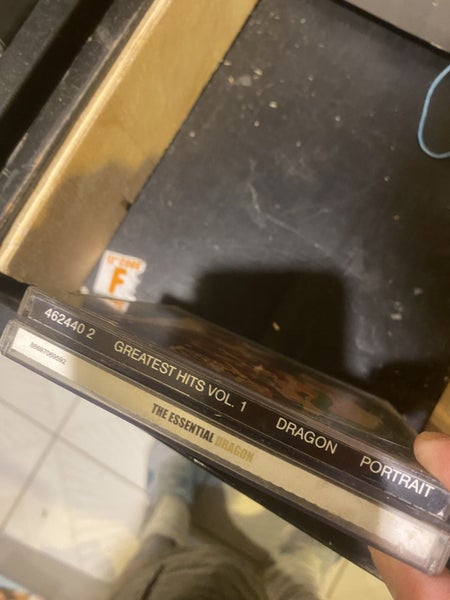 F
462440 2 GREATEST HITS VOL. 1 DRAGON PORTRAIT
THE ESSENTIAL DRAGON